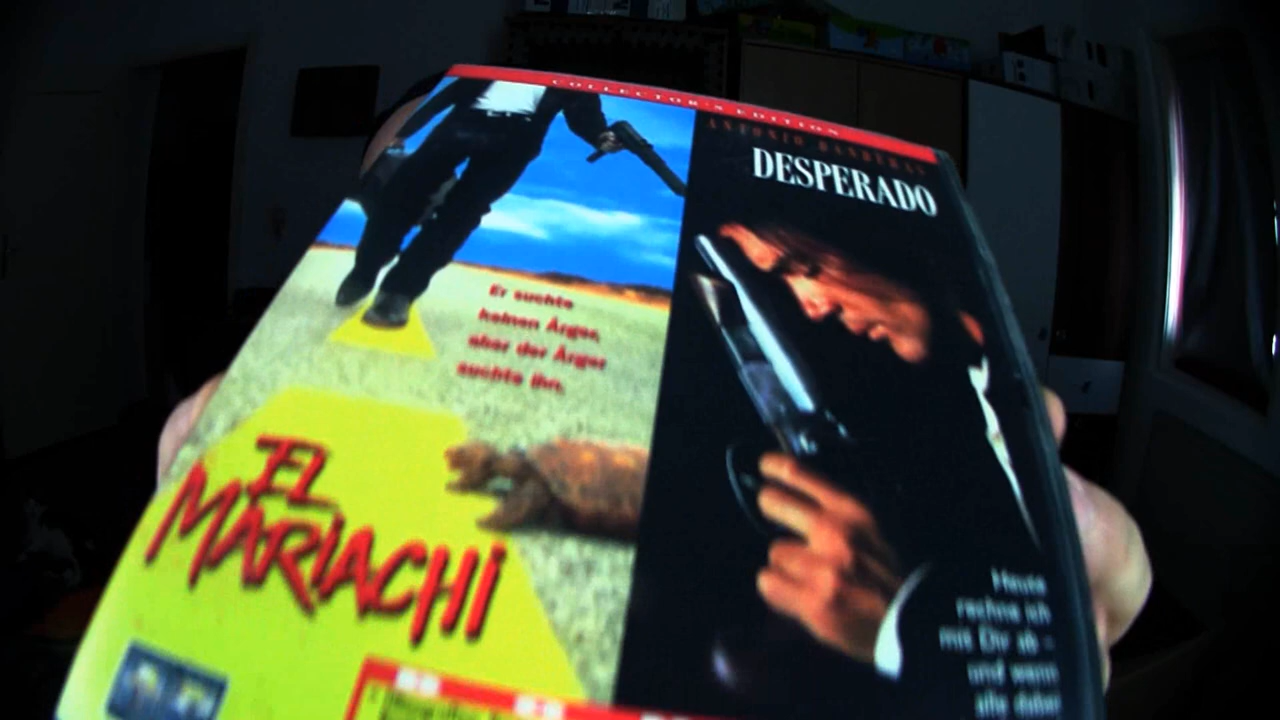 COLLECTOR'S EDITION
ANTONIO BANDERAS
DESPERADO
Er suchte
keinen Ärger,
aber der Ärger
suchte ihn.
EL
MARIACHI
Heute
rechne ich
mit Dir ab –
und wenn
alle dabei